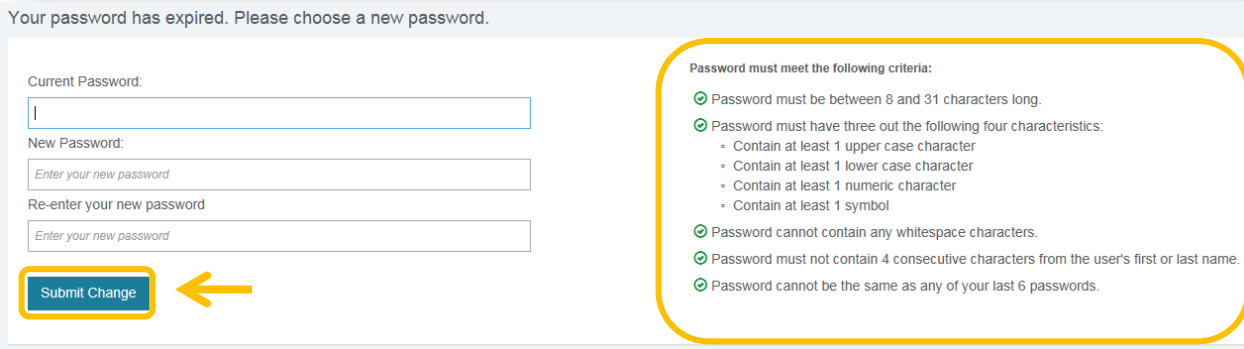 Your password has expired. Please choose a new password.
Current Password:
New Password:
Enter your new password
Re-enter your new password
Enter your new password
Submit Change
Password must meet the following criteria:
Password must be between 8 and 31 characters long.
Password must have three out the following four characteristics:
Contain at least 1 upper case character
Contain at least 1 lower case character
Contain at least 1 numeric character
Contain at least 1 symbol
Password cannot contain any whitespace characters.
Password must not contain 4 consecutive characters from the user's first or last name.
Password cannot be the same as any of your last 6 passwords.